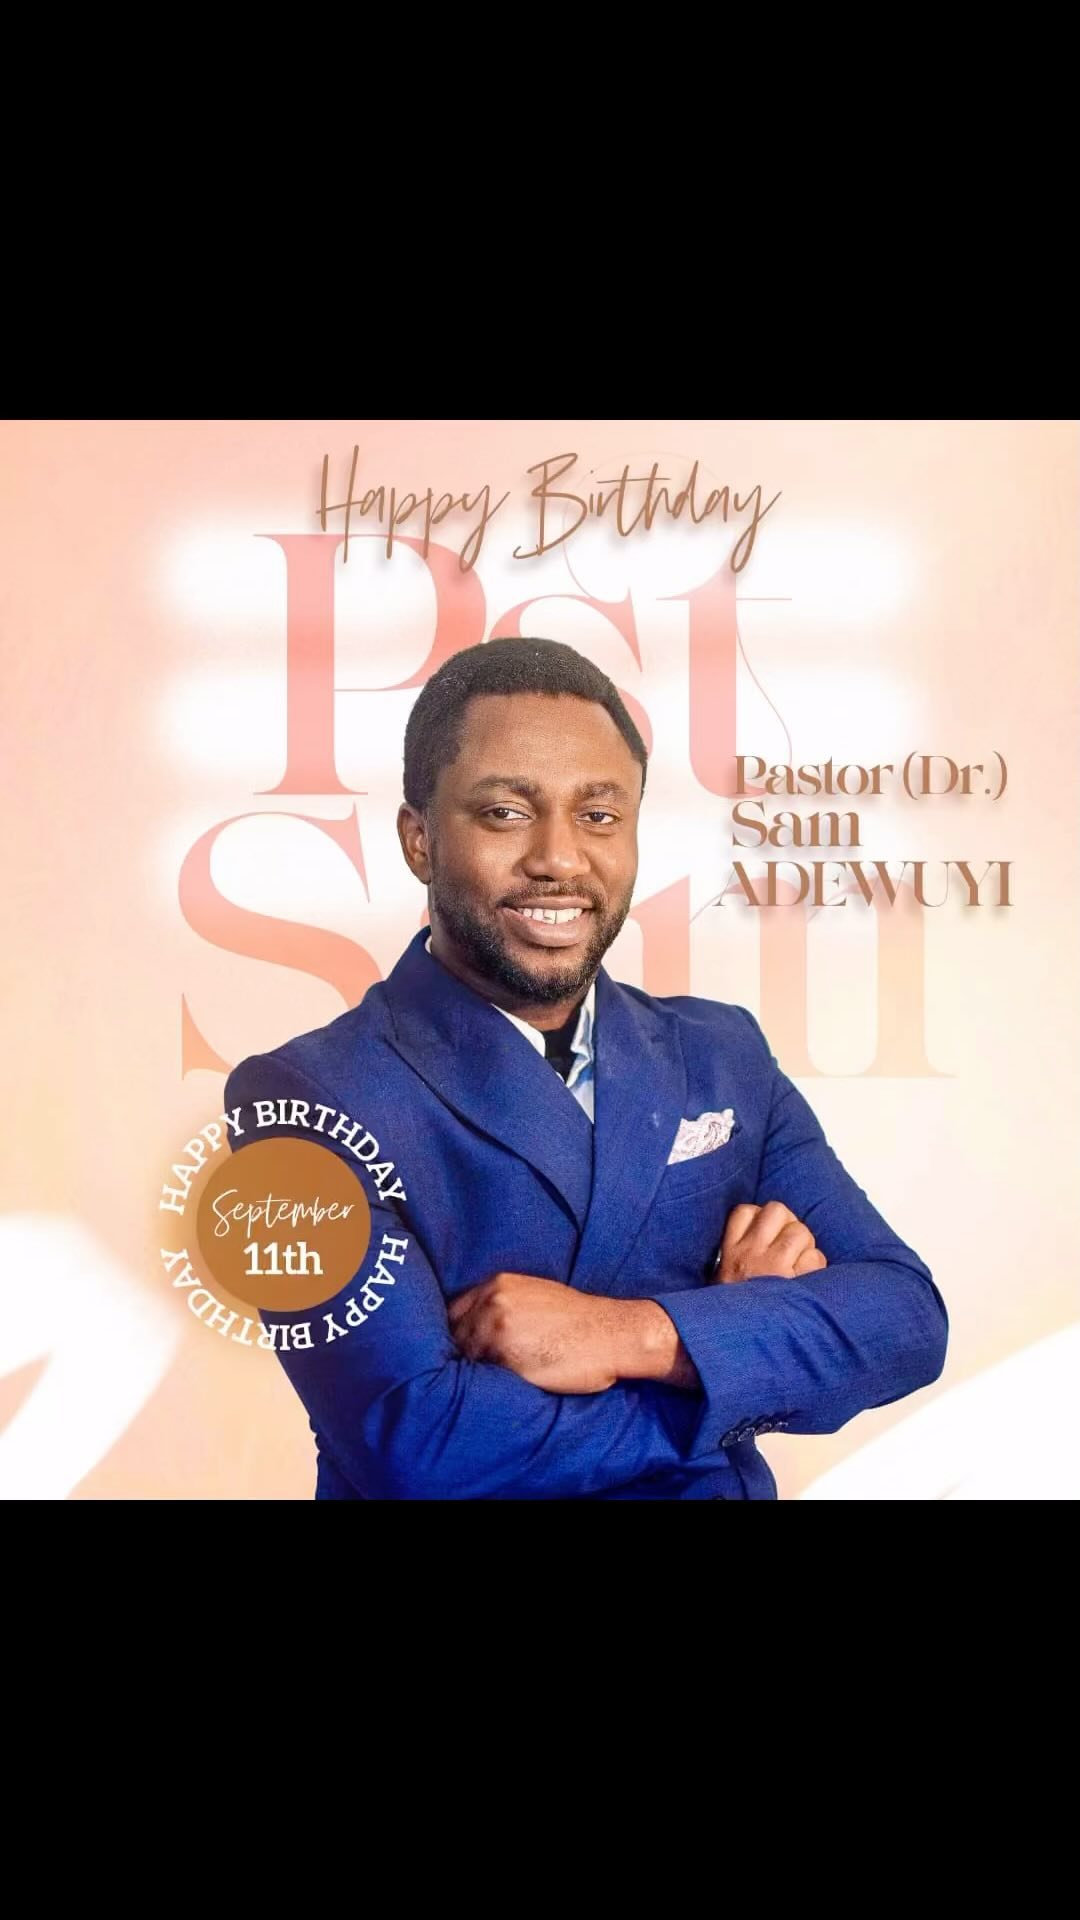 Happy Birthday
Pst
Sam
Pastor (Dr.)
Sam
ADEWUYI
HAPPY BIRTHDAY HAPPY BIRTHDAY
September
11th